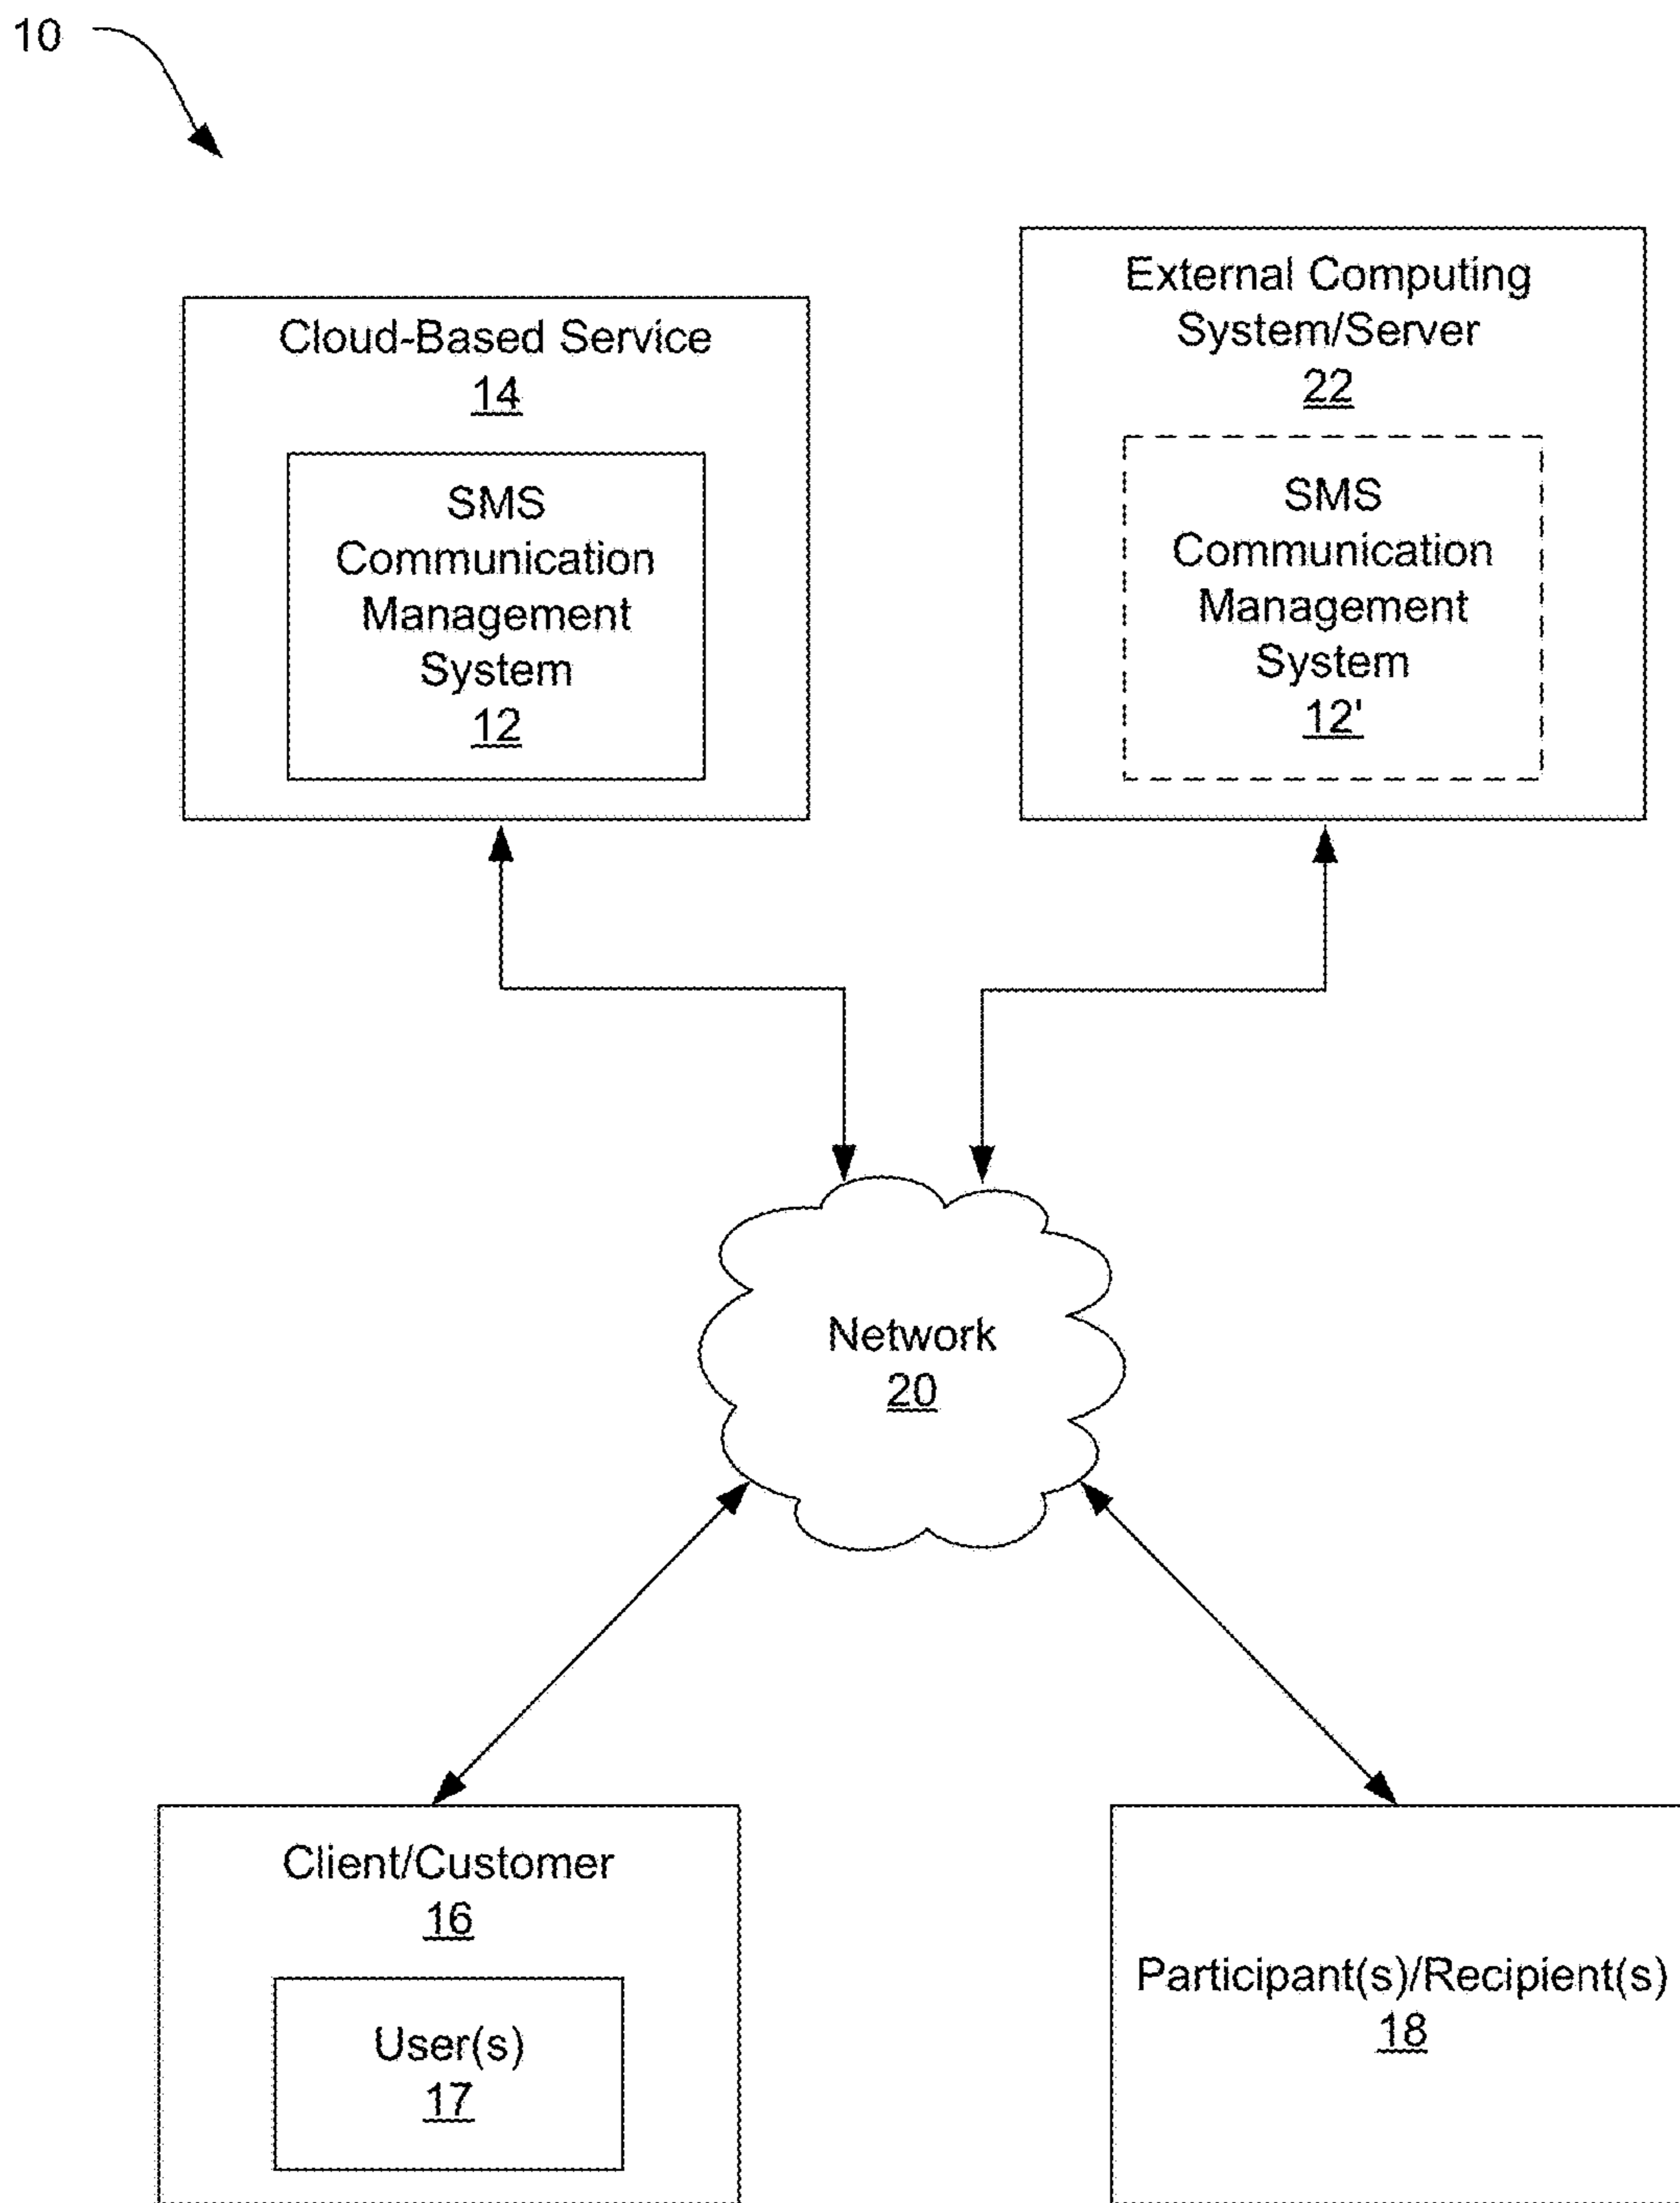 10
Cloud-Based Service
14
SMS
Communication
Management
System
12
External Computing
System/Server
22
SMS
Communication
Management
System
12'
Network
20
Client/Customer
16
User(s)
17
Participant(s)/Recipient(s)
18